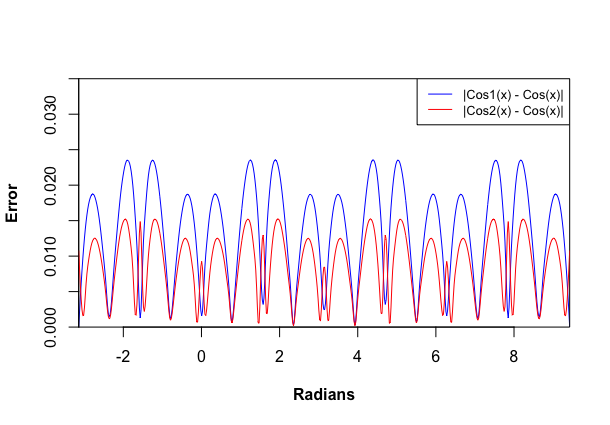 |Cos1(x) - Cos(x)|
|Cos2(x) - Cos(x)|
Error
0.030
0.020
0.010
0.000
-2 0 2 4 6 8
Radians